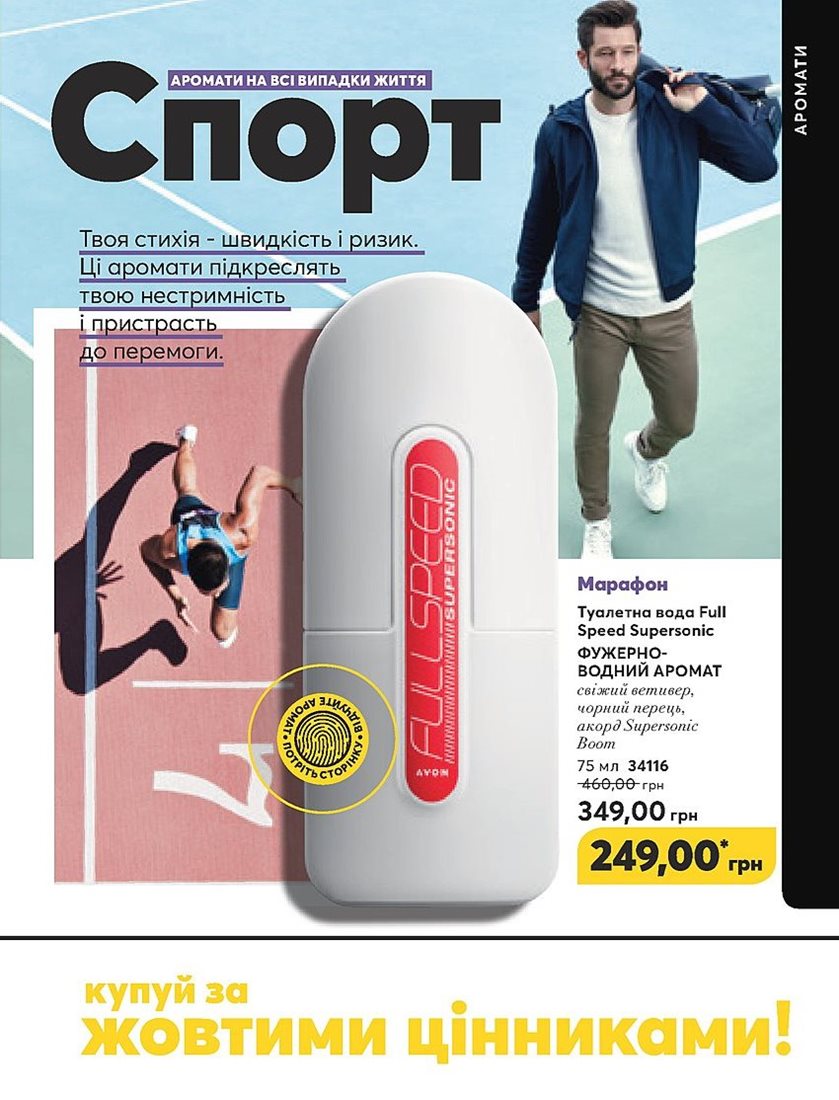 АРОМАТИ НА ВСІ ВИПАДКИ ЖИТТЯ
Спорт
Твоя стихія - швидкість і ризик.
Ці аромати підкреслять
твою нестримність
і пристрасть
до перемоги.
АРОМАТИ
FULL SPEED
SUPERSONIC
AVON
ВІДЧУЙТЕ АРОМАТ • ПОТРІТЬ СТОРІНКУ •
4
Марафон
Туалетна вода Full
Speed Supersonic
ФУЖЕРНО-
ВОДНИЙ АРОМАТ
свіжий ветивер,
чорний перець,
акорд Supersonic
Boom
75 мл 34116
460,00 грн
349,00 грн
249,00* грн
купуй за
жовтими цінниками!